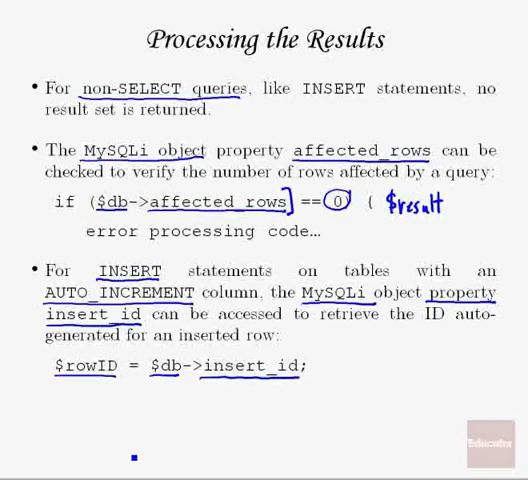 Processing the Results
• For non-SELECT queries, like INSERT statements, no
result set is returned.
• The MySQLi object property affected_rows can be
checked to verify the number of rows affected by a query:
if ($db->affected_rows] == 0) { $result
error processing code…
• For INSERT statements on tables with an
AUTO_INCREMENT column, the MySQLi object property
insert_id can be accessed to retrieve the ID auto-
generated for an inserted row:
$rowID = $db->insert_id;
Educator